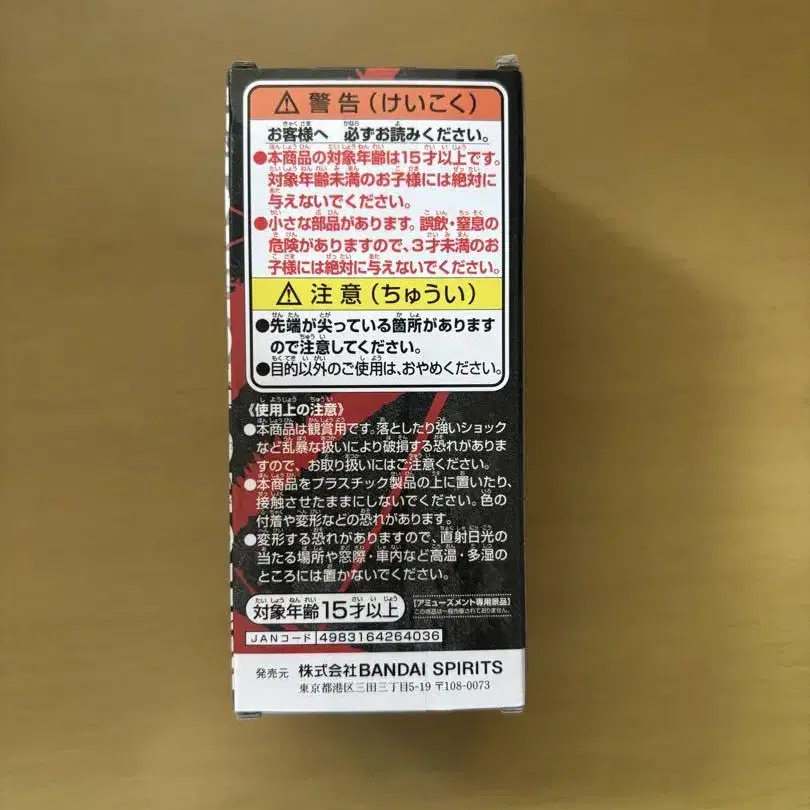 ⚠ 警告(けいこく)
お客様へ 必ずお読みください。
●本商品の対象年齢は15才以上です。
対象年齢未満のお子様には絶対に
与えないでください。
●小さな部品があります。誤飲・窒息の
危険がありますので、3才未満のお
子様には絶対に与えないでください。
⚠ 注意(ちゅうい)
●先端が尖っている箇所があります
ので注意してください。
●目的以外のご使用は、おやめください。
《使用上の注意》
●本商品は観賞用です。落としたり強いショック
など乱暴な扱いにより破損する恐れがありま
すので、お取り扱いにはご注意ください。
●本商品をプラスチック製品の上に置いたり、
接触させたままにしないでください。色の
付着や変形などの恐れがあります。
●変形する恐れがありますので、直射日光の
当たる場所や窓際・車内など高温・多湿の
ところには置かないでください。
対象年齢15才以上
[アミューズメント専用景品]
この商品は一般市販されておりません。
JANコード 4983164264036
発売元 株式会社BANDAI SPIRITS
東京都港区三田三丁目5-19 〒108-0073